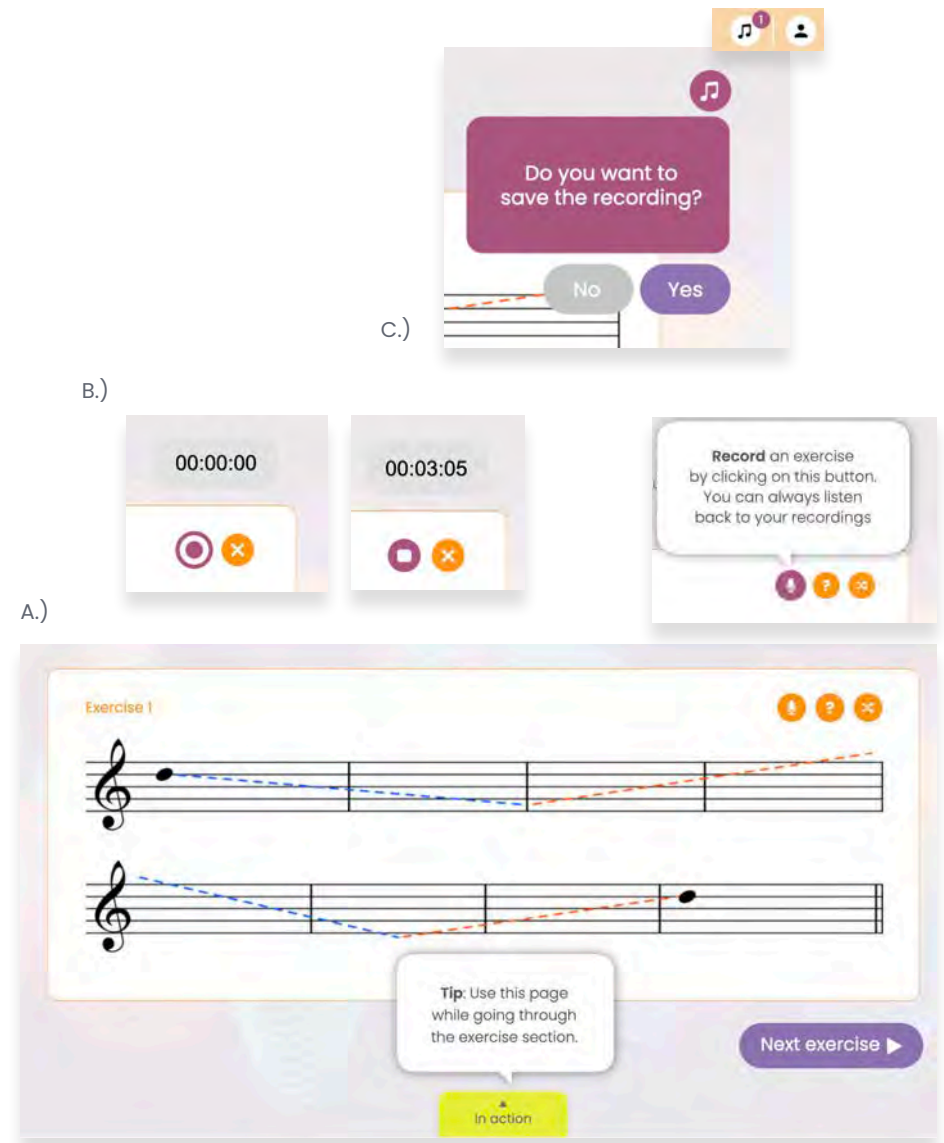 1
Do you want to
save the recording?
No
Yes
C.)
B.)
00:00:00
00:03:05
Record an exercise
by clicking on this button.
You can always listen
back to your recordings
A.)
Exercise 1
Tip: Use this page
while going through
the exercise section.
Next exercise
In action